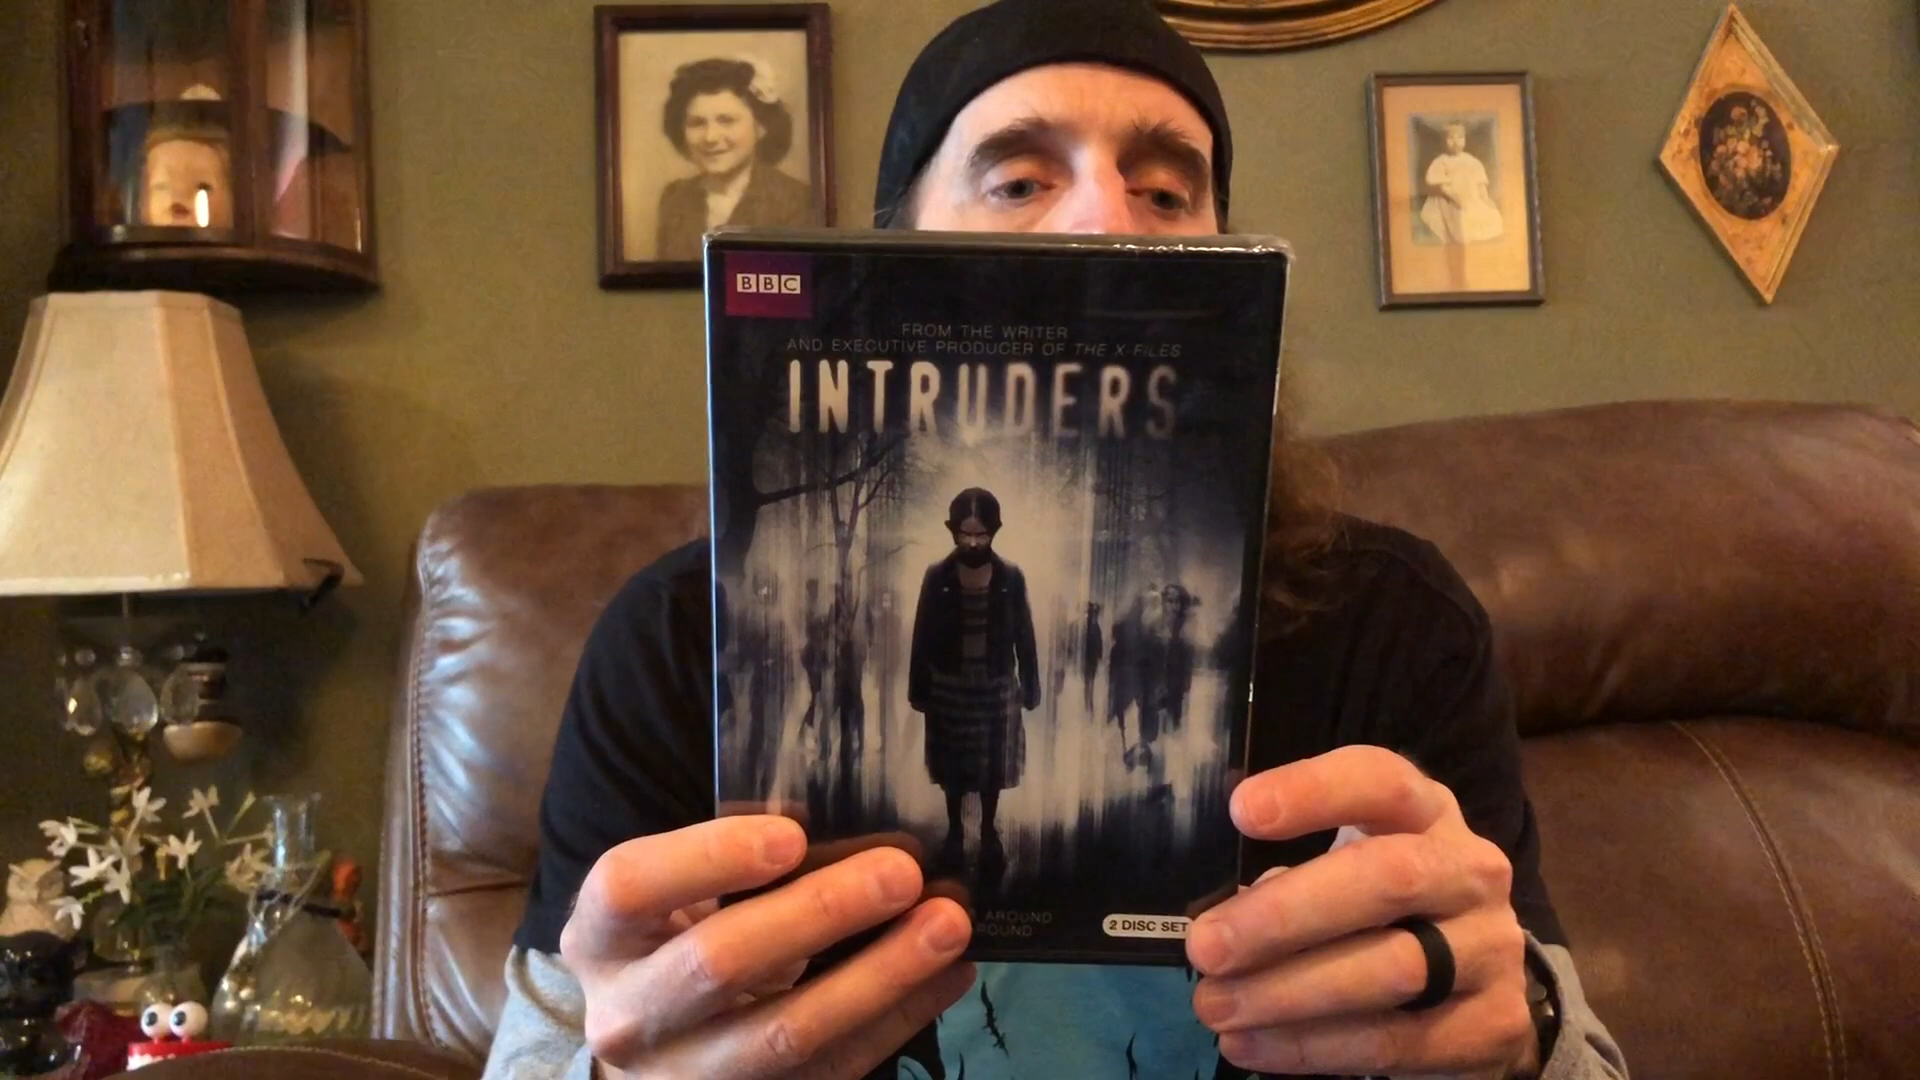 BBC
FROM THE WRITER
AND EXECUTIVE PRODUCER OF THE X-FILES
INTRUDERS
AROUND
2 DISC SET